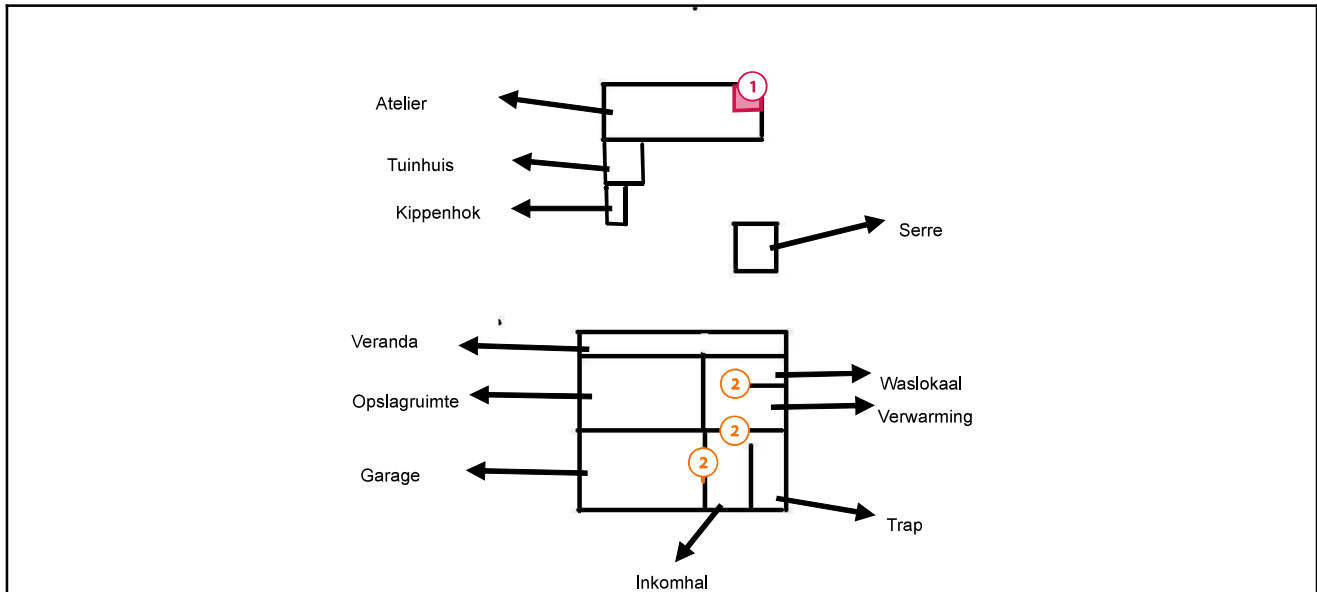 1
Atelier
Tuinhuis
Kippenhok
Serre
Veranda
Waslokaal
2
Opslagruimte
Verwarming
2
2
Garage
Trap
Inkomhal